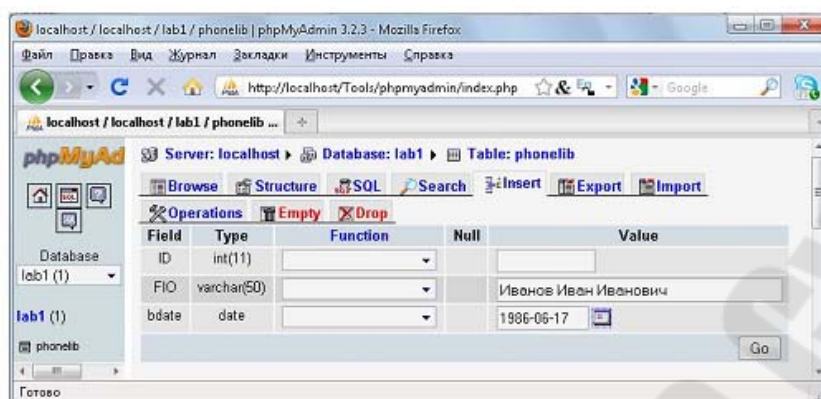 localhost / localhost / lab1 / phonelib | phpMyAdmin 3.2.3 - Mozilla Firefox
Файл Правка Вид Журнал Закладки Инструменты Справка
http://localhost/Tools/phpmyadmin/index.php Google
localhost / localhost / lab1 / phonelib ...
phpMyAd
Server: localhost Database: lab1 Table: phonelib
Browse Structure SQL Search Insert Export Import
Operations Empty Drop
Field Type Function Null Value
ID int(11)
FIO varchar(50) Иванов Иван Иванович
bdate date 1986-06-17
Go
Database
lab1 (1)
lab1 (1)
phonelib
Готово